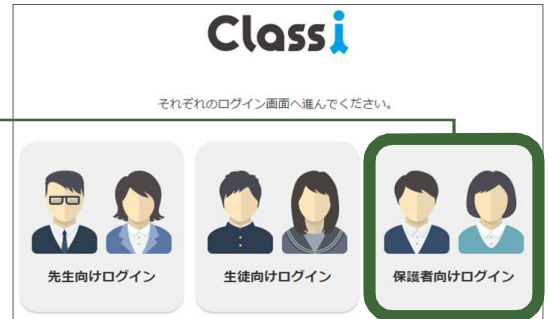 Classi
それぞれのログイン画面へ進んでください。
先生向けログイン
生徒向けログイン
保護者向けログイン